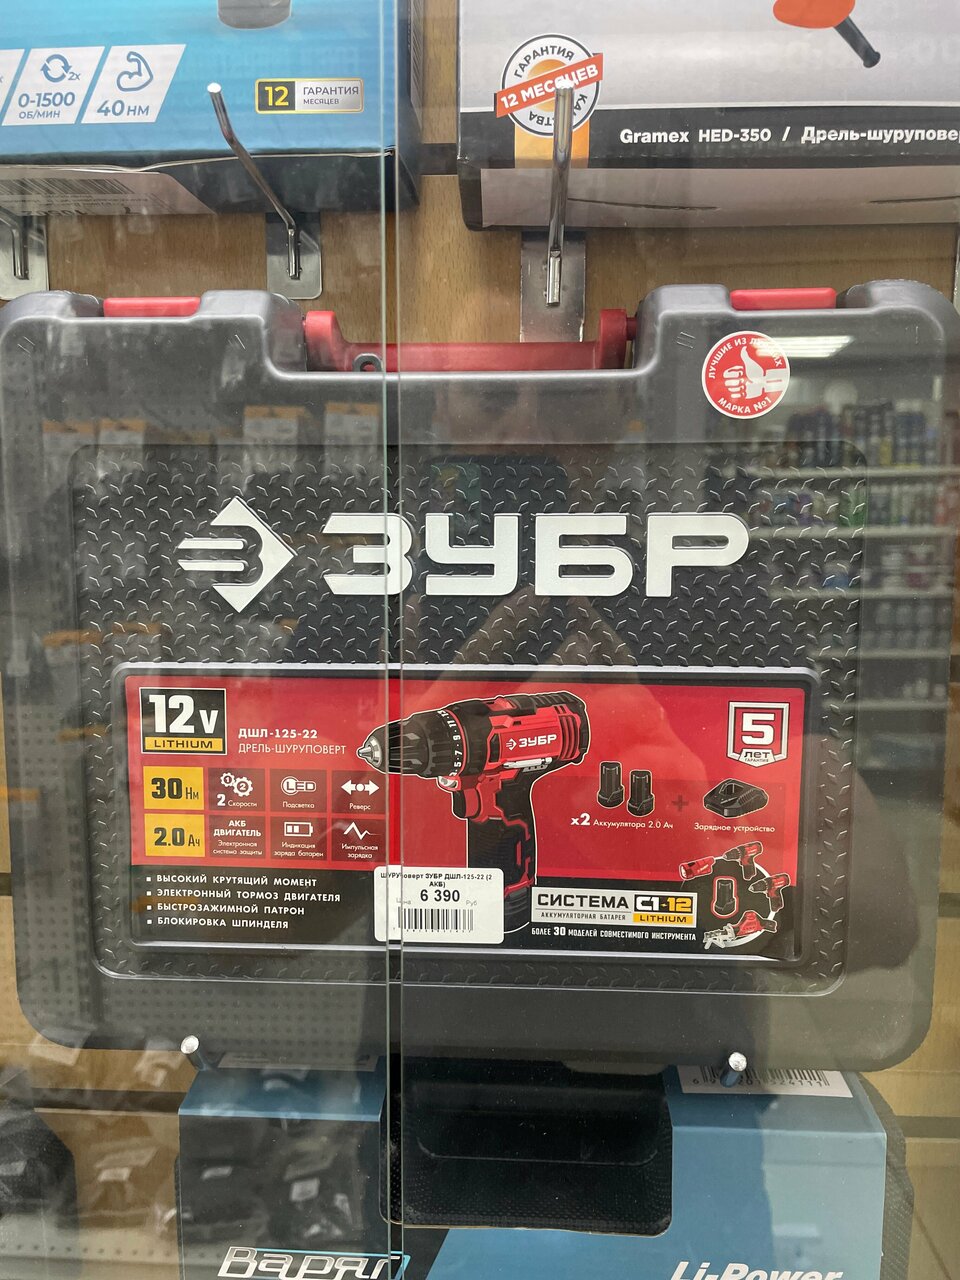 2x
0-1500
ОБ/МИН
40 НМ
12 ГАРАНТИЯ
МЕСЯЦЕВ
ГАРАНТИЯ
12 МЕСЯЦЕВ
КАЧЕСТВА
Gramex HED-350 / Дрель-шуруповер
ЛУЧШИЕ ИЗ ЛУЧШИХ
МАРКА №1
ЗУБР
12V
LITHIUM
ДШЛ-125-22
ДРЕЛЬ-ШУРУПОВЕРТ
30 Нм
2 Скорости
LED
Подсветка
Реверс
2.0 Ач
АКБ
ДВИГАТЕЛЬ
Электронная
система защиты
Индикация
заряда батареи
Импульсная
зарядка
ВЫСОКИЙ КРУТЯЩИЙ МОМЕНТ
ЭЛЕКТРОННЫЙ ТОРМОЗ ДВИГАТЕЛЯ
БЫСТРОЗАЖИМНОЙ ПАТРОН
БЛОКИРОВКА ШПИНДЕЛЯ
ЗУБР
5
ЛЕТ
ГАРАНТИЯ
x2 Аккумулятора 2.0 Ач
+
Зарядное устройство
шуруповерт ЗУБР ДШЛ-125-22 (2
АКБ)
Цена 6 390 Руб
СИСТЕМА С1-12
АККУМУЛЯТОРНАЯ БАТАРЕЯ LITHIUM
БОЛЕЕ 30 МОДЕЛЕЙ СОВМЕСТИМОГО ИНСТРУМЕНТА
Варяг
Li-Power